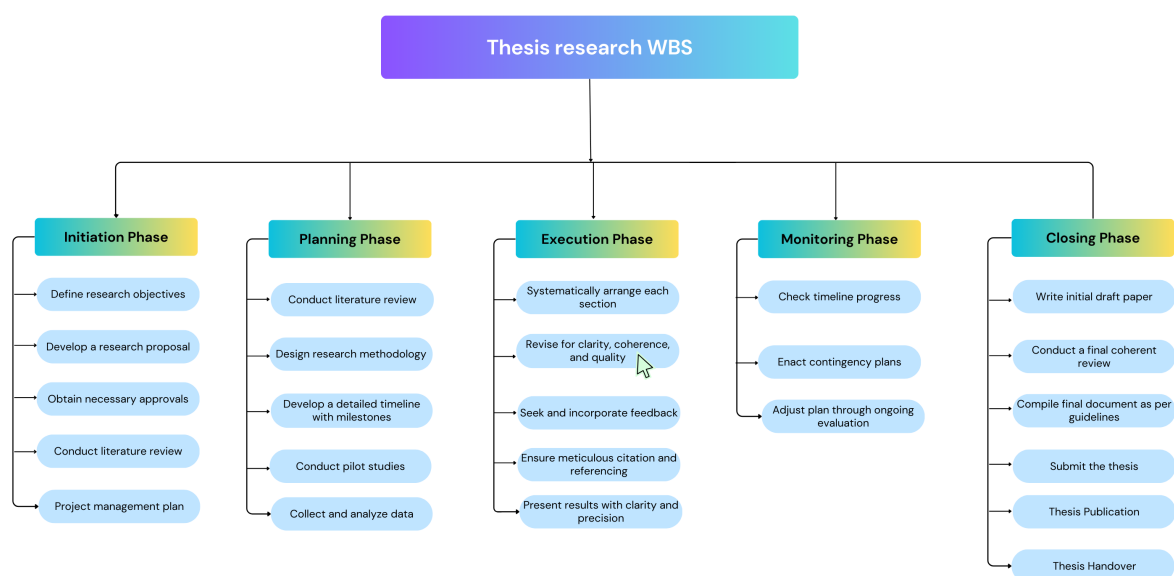 Thesis research WBS
Initiation Phase
Define research objectives
Develop a research proposal
Obtain necessary approvals
Conduct literature review
Project management plan
Planning Phase
Conduct literature review
Design research methodology
Develop a detailed timeline
with milestones
Conduct pilot studies
Collect and analyze data
Execution Phase
Systematically arrange each
section
Revise for clarity, coherence,
and quality
Seek and incorporate feedback
Ensure meticulous citation and
referencing
Present results with clarity and
precision
Monitoring Phase
Check timeline progress
Enact contingency plans
Adjust plan through ongoing
evaluation
Closing Phase
Write initial draft paper
Conduct a final coherent
review
Compile final document as per
guidelines
Submit the thesis
Thesis Publication
Thesis Handover